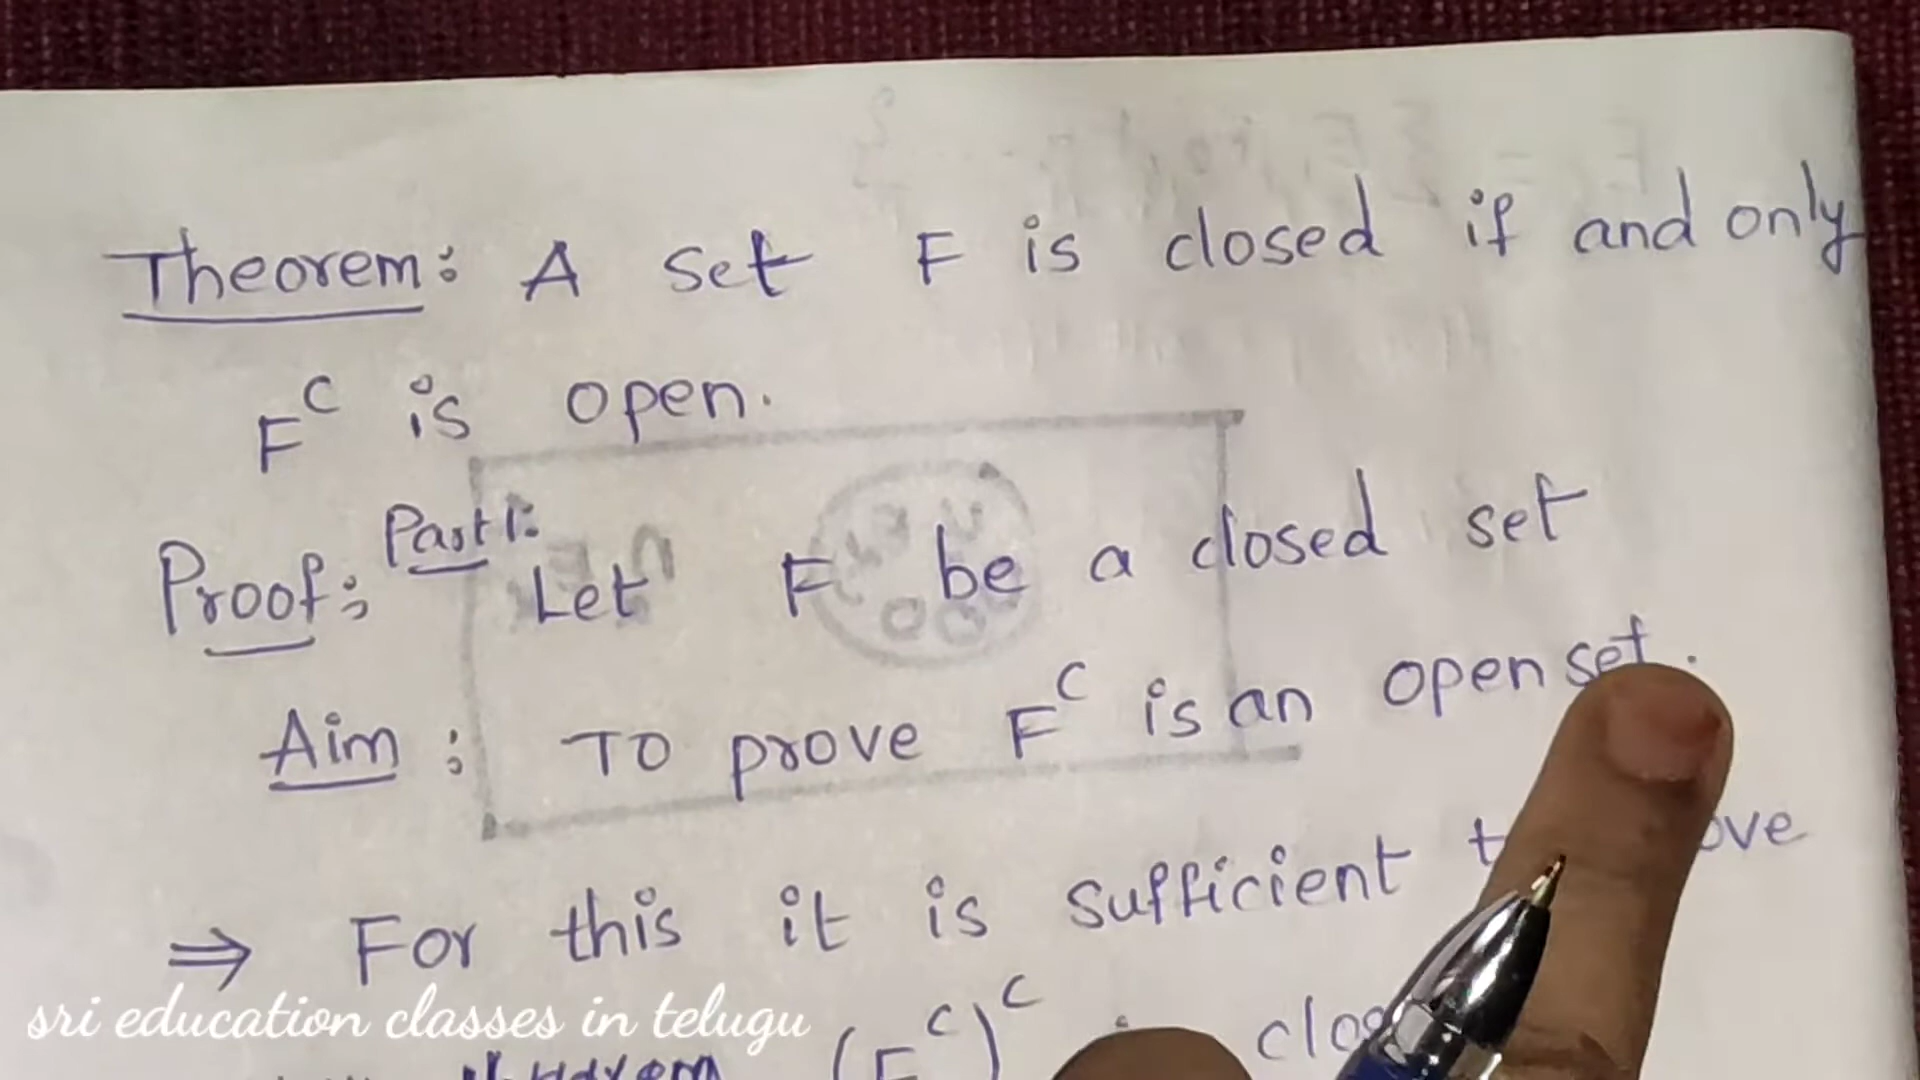 Theorem: A set F is closed if and only
F^C is open.
Proof: Part 1: Let F be a closed set
Aim: To prove F^C is an open set.
⇒ For this it is sufficient
(F^C)^C
sri education classes in telugu